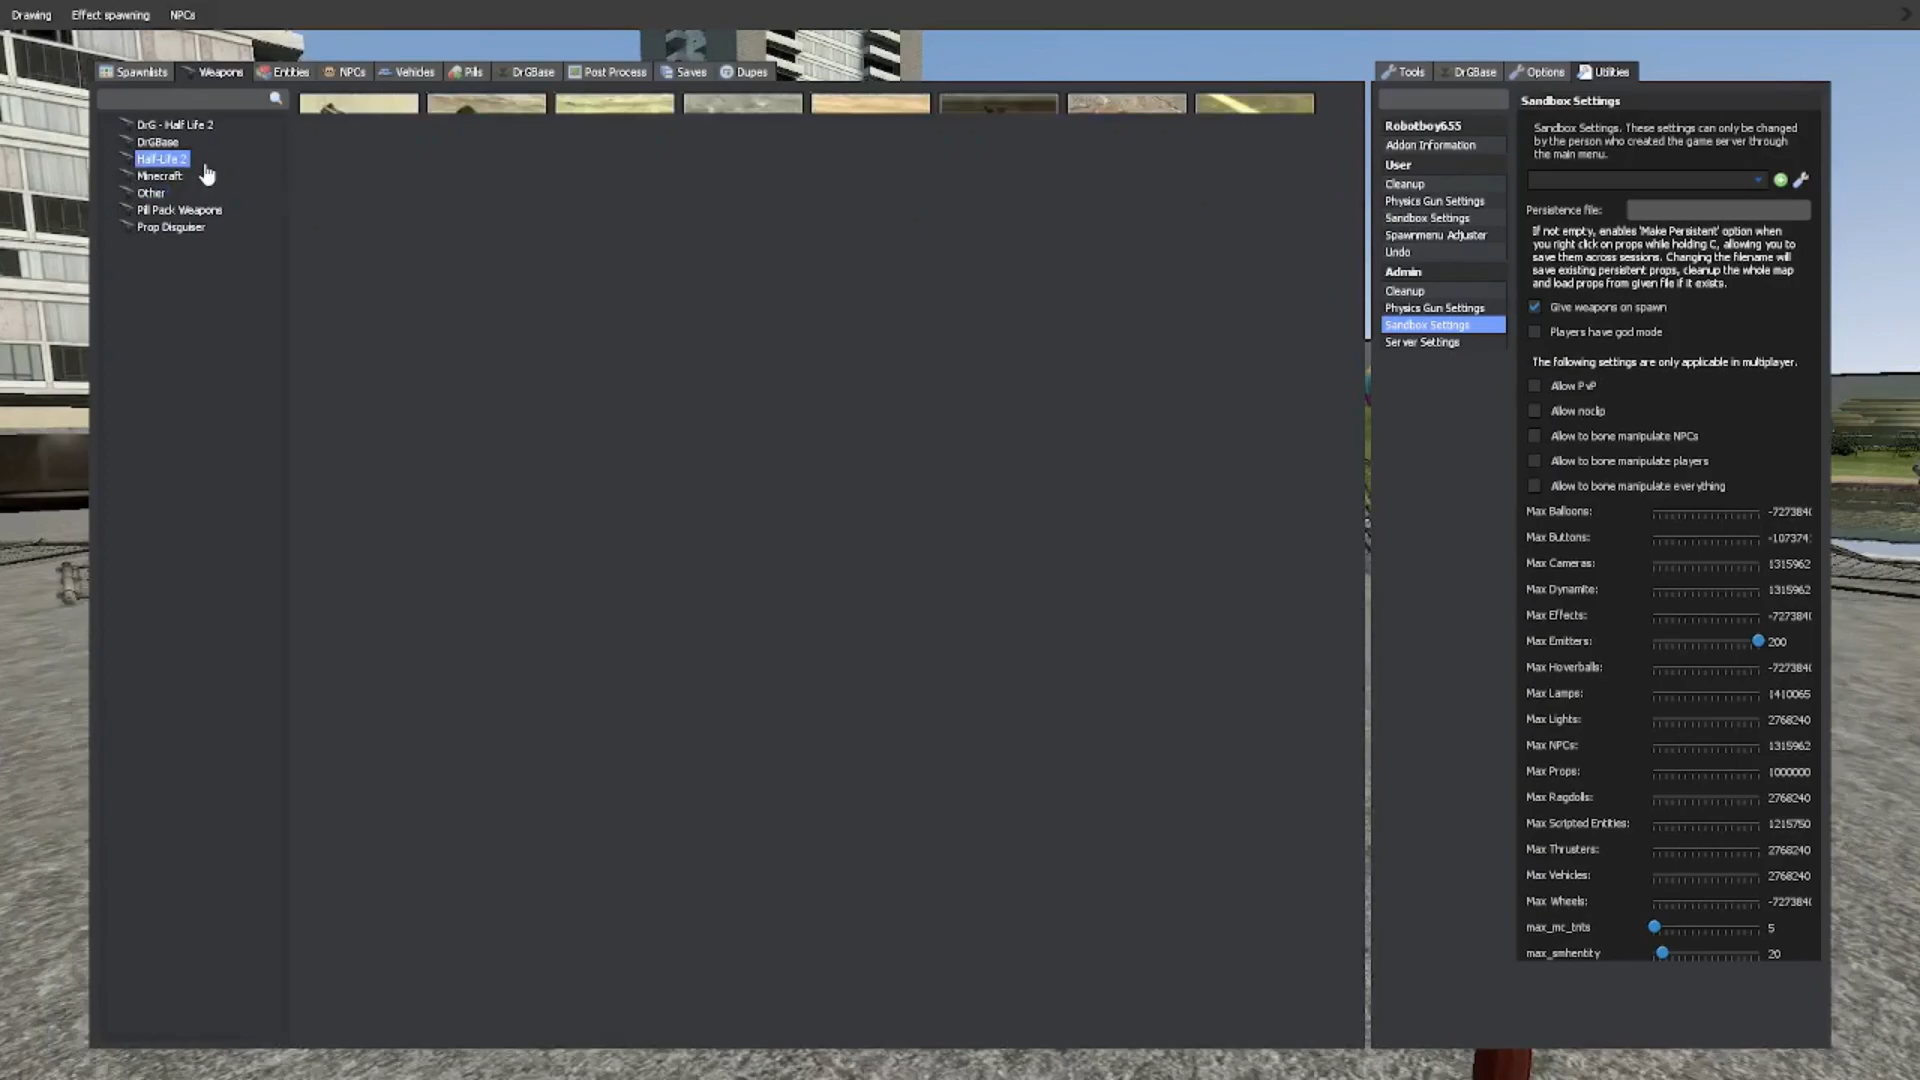 Drawing Effect spawning NPCs
Spawnlists Weapons Entities NPCs Vehicles Pills DrGBase Post Process Saves Dupes
DrG - Half Life 2
DrGBase
Half-Life 2
Minecraft
Other
Pill Pack Weapons
Prop Disguiser
Tools DrGBase Options Utilities
Robotboy655
Addon Information
User
Cleanup
Physics Gun Settings
Sandbox Settings
Spawnmenu Adjuster
Undo
Admin
Cleanup
Physics Gun Settings
Sandbox Settings
Server Settings
Sandbox Settings
Sandbox Settings. These settings can only be changed
by the person who created the game server through
the main menu.
Persistence file:
If not empty, enables 'Make Persistent' option when
you right click on props while holding C, allowing you to
save them across sessions. Changing the filename will
save existing persistent props, cleanup the whole map
and load props from given file if it exists.
Give weapons on spawn
Players have god mode
The following settings are only applicable in multiplayer.
Allow PvP
Allow noclip
Allow to bone manipulate NPCs
Allow to bone manipulate players
Allow to bone manipulate everything
Max Balloons: -727384
Max Buttons: -107374
Max Cameras: 1315962
Max Dynamite: 1315962
Max Effects: -727384
Max Emitters: 200
Max Hoverballs: -727384
Max Lamps: 1410065
Max Lights: 2768240
Max NPCs: 1315962
Max Props: 1000000
Max Ragdolls: 2768240
Max Scripted Entities: 1215750
Max Thrusters: 2768240
Max Vehicles: 2768240
Max Wheels: -727384
max_mc_tnts 5
max_smhentity 20